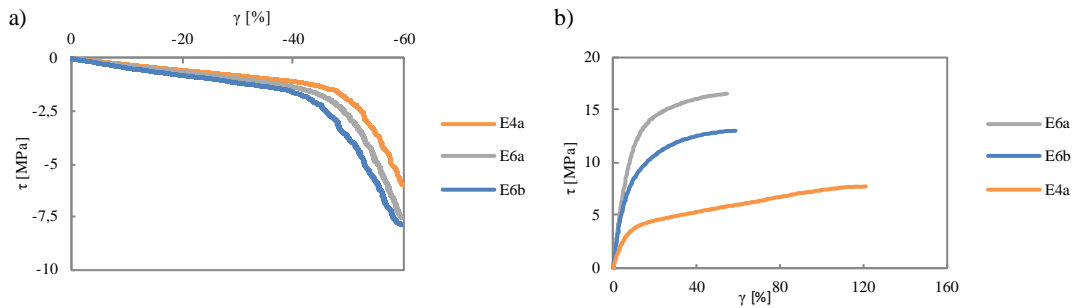 a)
γ [%]
0 -20 -40 -60
0
-2,5
-5
-7,5
-10
τ [MPa]
E4a
E6a
E6b
b)
20
15
10
5
0
τ [MPa]
0 40 80 120 160
γ [%]
E6a
E6b
E4a